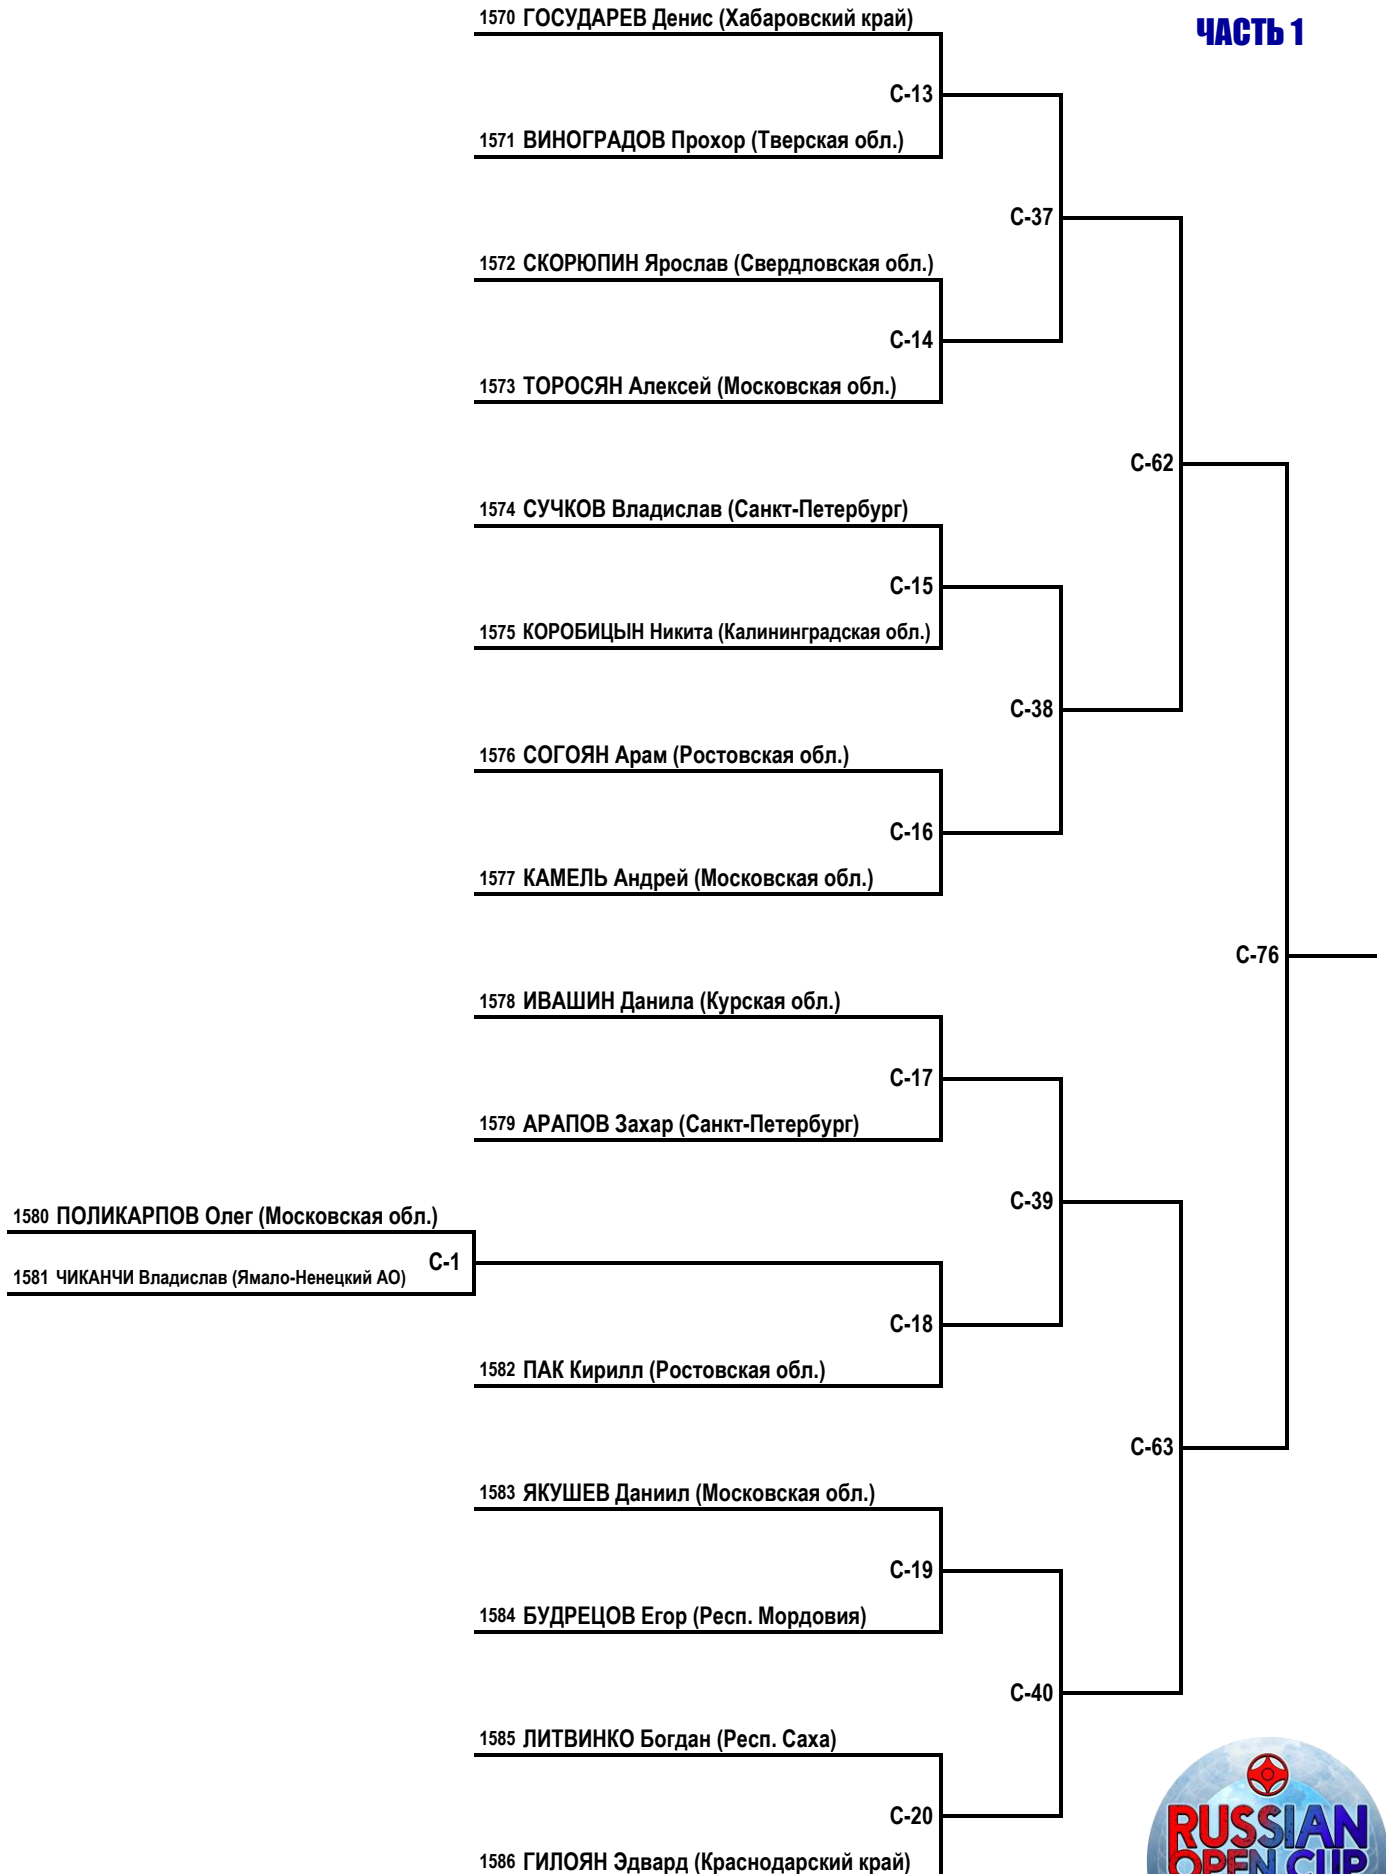 1570 ГОСУДАРЕВ Денис (Хабаровский край)
ЧАСТЬ 1
С-13
1571 ВИНОГРАДОВ Прохор (Тверская обл.)
С-37
1572 СКОРЮПИН Ярослав (Свердловская обл.)
С-14
1573 ТОРОСЯН Алексей (Московская обл.)
С-62
1574 СУЧКОВ Владислав (Санкт-Петербург)
С-15
1575 КОРОБИЦЫН Никита (Калининградская обл.)
С-38
1576 СОГОЯН Арам (Ростовская обл.)
С-16
1577 КАМЕЛЬ Андрей (Московская обл.)
С-76
1578 ИВАШИН Данила (Курская обл.)
С-17
1579 АРАПОВ Захар (Санкт-Петербург)
С-39
1580 ПОЛИКАРПОВ Олег (Московская обл.)
С-1
1581 ЧИКАНЧИ Владислав (Ямало-Ненецкий АО)
С-18
1582 ПАК Кирилл (Ростовская обл.)
С-63
1583 ЯКУШЕВ Даниил (Московская обл.)
С-19
1584 БУДРЕЦОВ Егор (Респ. Мордовия)
С-40
1585 ЛИТВИНКО Богдан (Респ. Саха)
С-20
RUSSIAN
OPEN CUP
1586 ГИЛОЯН Эдвард (Краснодарский край)